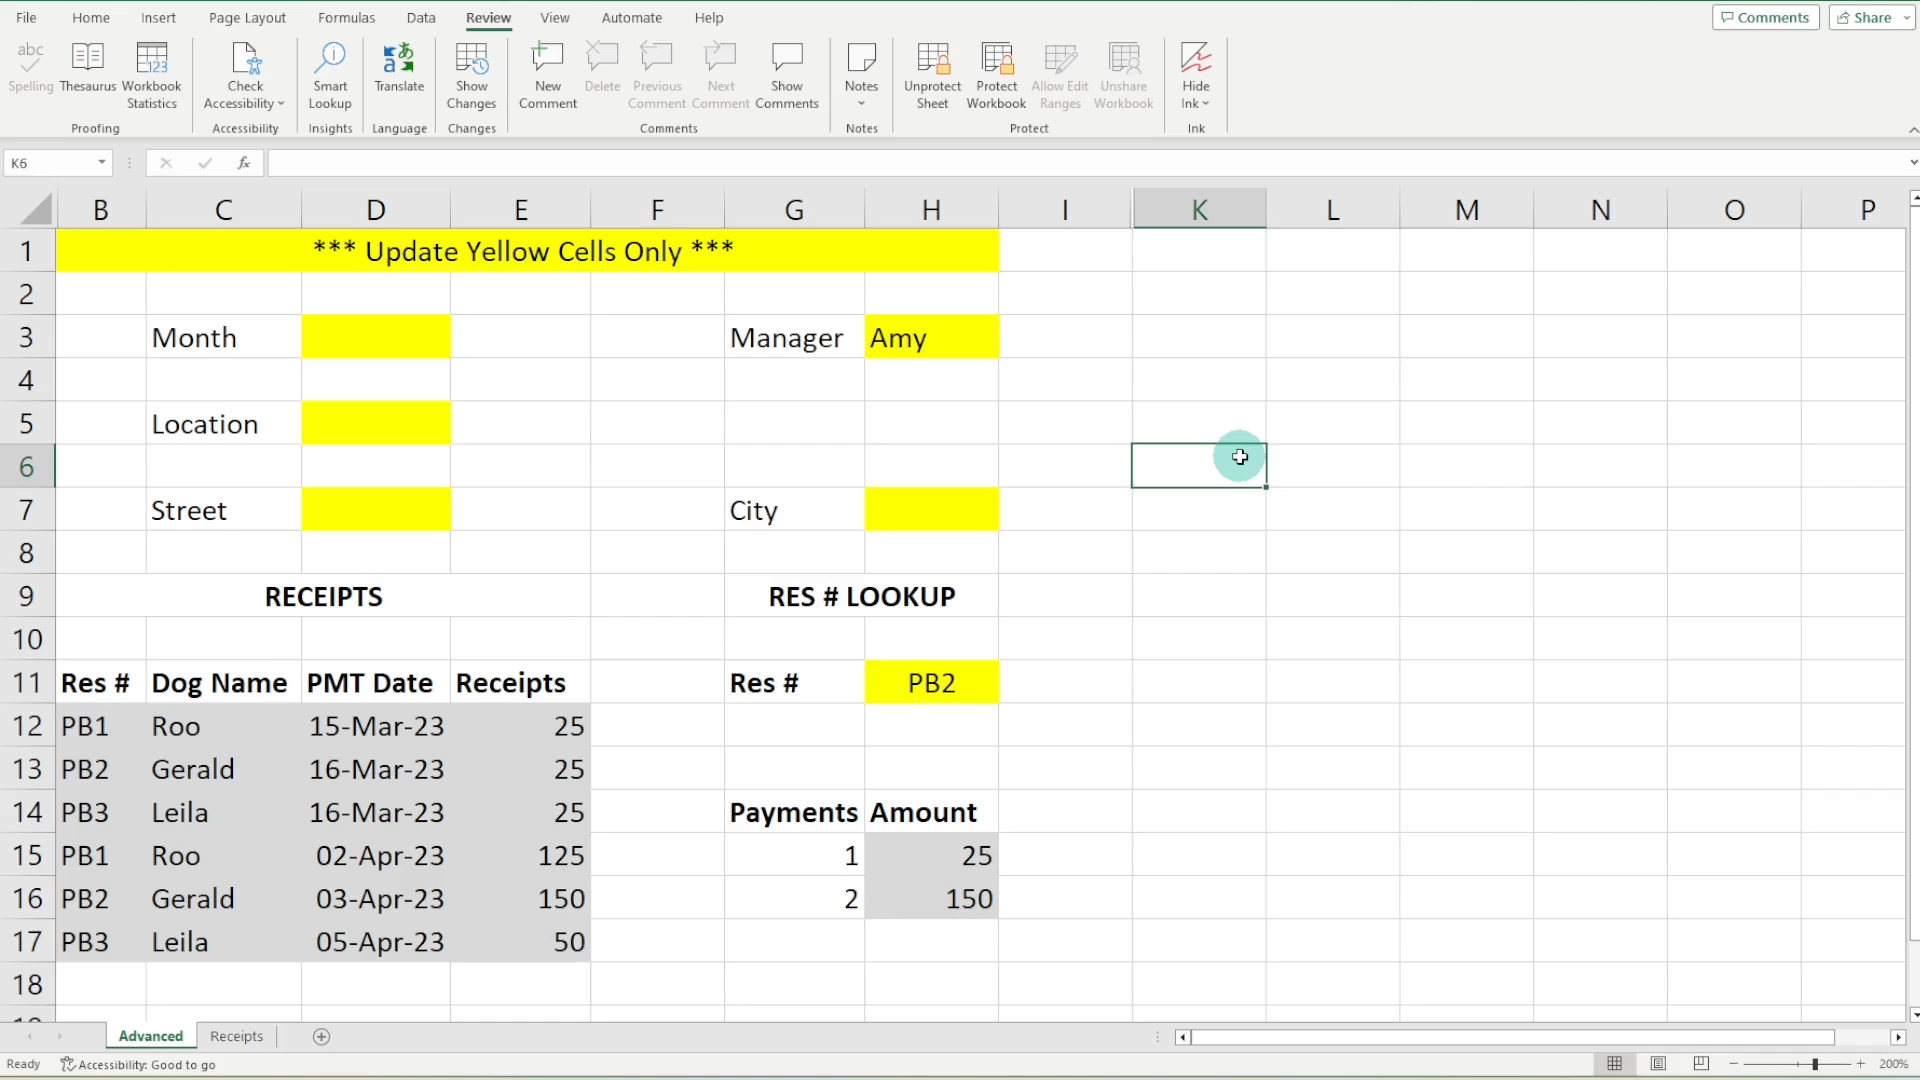 File Home Insert Page Layout Formulas Data Review View Automate Help Comments Share
abc
123
Spelling Thesaurus Workbook Statistics
Check Accessibility
Smart Lookup
Translate
Show Changes
New Comment
Delete
Previous Comment
Next Comment
Show Comments
Notes
Unprotect Sheet
Protect Workbook
Allow Edit Ranges
Unshare Workbook
Hide Ink
Proofing Accessibility Insights Language Changes Comments Notes Protect Ink
K6 fx
B C D E F G H I K L M N O P
1 *** Update Yellow Cells Only ***
2
3 Month Manager Amy
4
5 Location
6
7 Street City
8
9 RECEIPTS RES # LOOKUP
10
11 Res # Dog Name PMT Date Receipts Res # PB2
12 PB1 Roo 15-Mar-23 25
13 PB2 Gerald 16-Mar-23 25
14 PB3 Leila 16-Mar-23 25 Payments Amount
15 PB1 Roo 02-Apr-23 125 1 25
16 PB2 Gerald 03-Apr-23 150 2 150
17 PB3 Leila 05-Apr-23 50
18
Advanced Receipts
Ready Accessibility: Good to go 200%